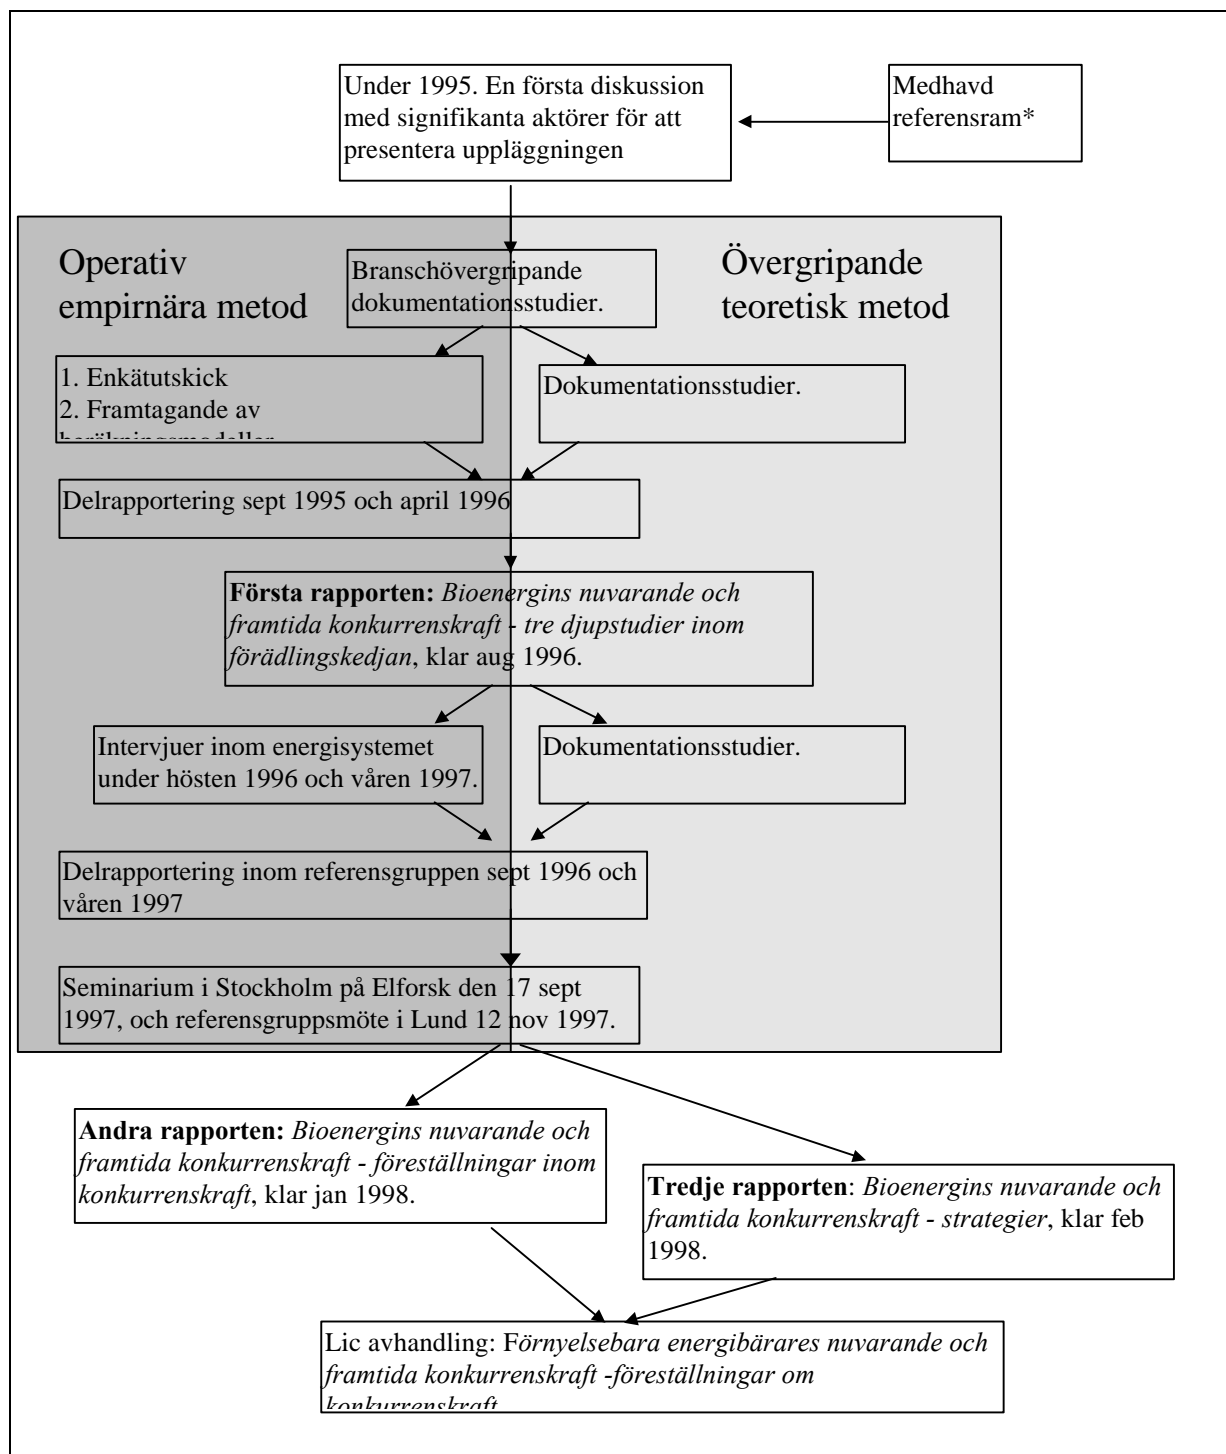 Under 1995. En första diskussion
med signifikanta aktörer för att
presentera uppläggningen
Medhavd
referensram*
Operativ
empirnära metod
Övergripande
teoretisk metod
Branschövergripande
dokumentationsstudier.
1. Enkätutskick
2. Framtagande av
Dokumentationsstudier.
Delrapportering sept 1995 och april 1996
Första rapporten: Bioenergins nuvarande och
framtida konkurrenskraft - tre djupstudier inom
förädlingskedjan, klar aug 1996.
Intervjuer inom energisystemet
under hösten 1996 och våren 1997.
Dokumentationsstudier.
Delrapportering inom referensgruppen sept 1996 och
våren 1997
Seminarium i Stockholm på Elforsk den 17 sept
1997, och referensgruppsmöte i Lund 12 nov 1997.
Andra rapporten: Bioenergins nuvarande och
framtida konkurrenskraft - föreställningar inom
konkurrenskraft, klar jan 1998.
Tredje rapporten: Bioenergins nuvarande och
framtida konkurrenskraft - strategier, klar feb
1998.
Lic avhandling: Förnyelsebara energibärares nuvarande och
framtida konkurrenskraft -föreställningar om
konkurrenskraft